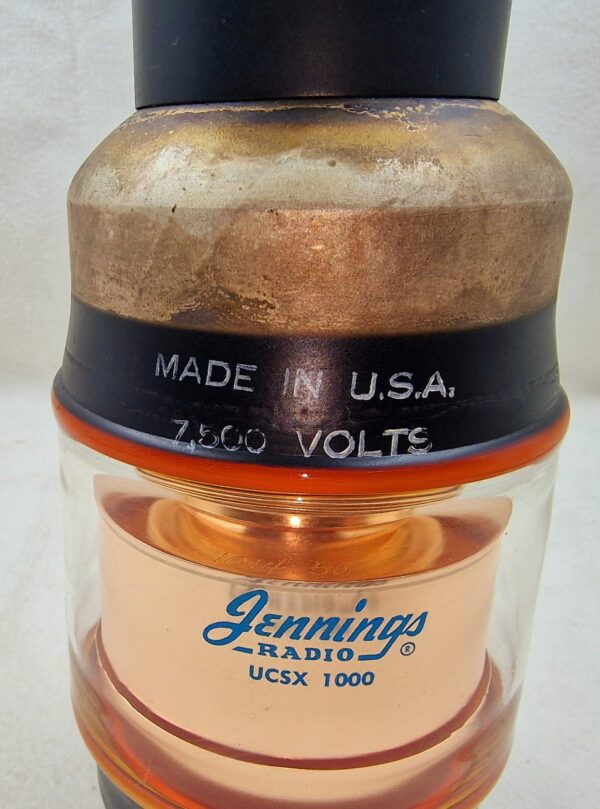 MADE IN U.S.A.
7,500 VOLTS
Jennings
RADIO ®
UCSX 1000